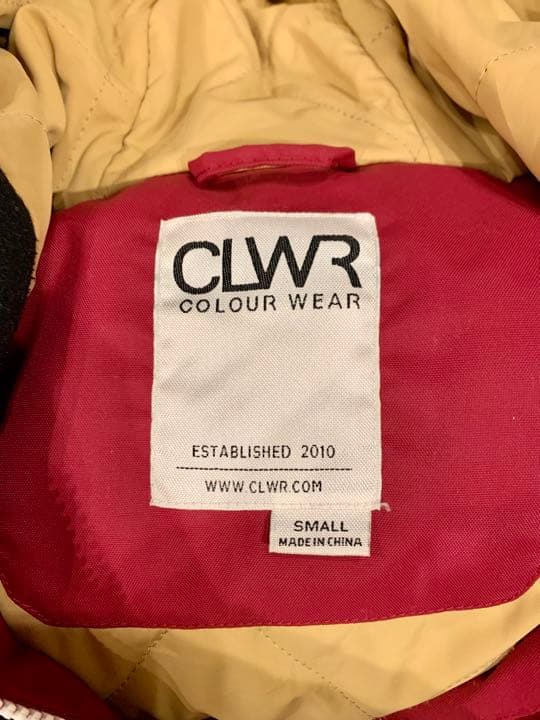 CLWR
COLOUR WEAR
ESTABLISHED 2010
WWW.CLWR.COM
SMALL
MADE IN CHINA